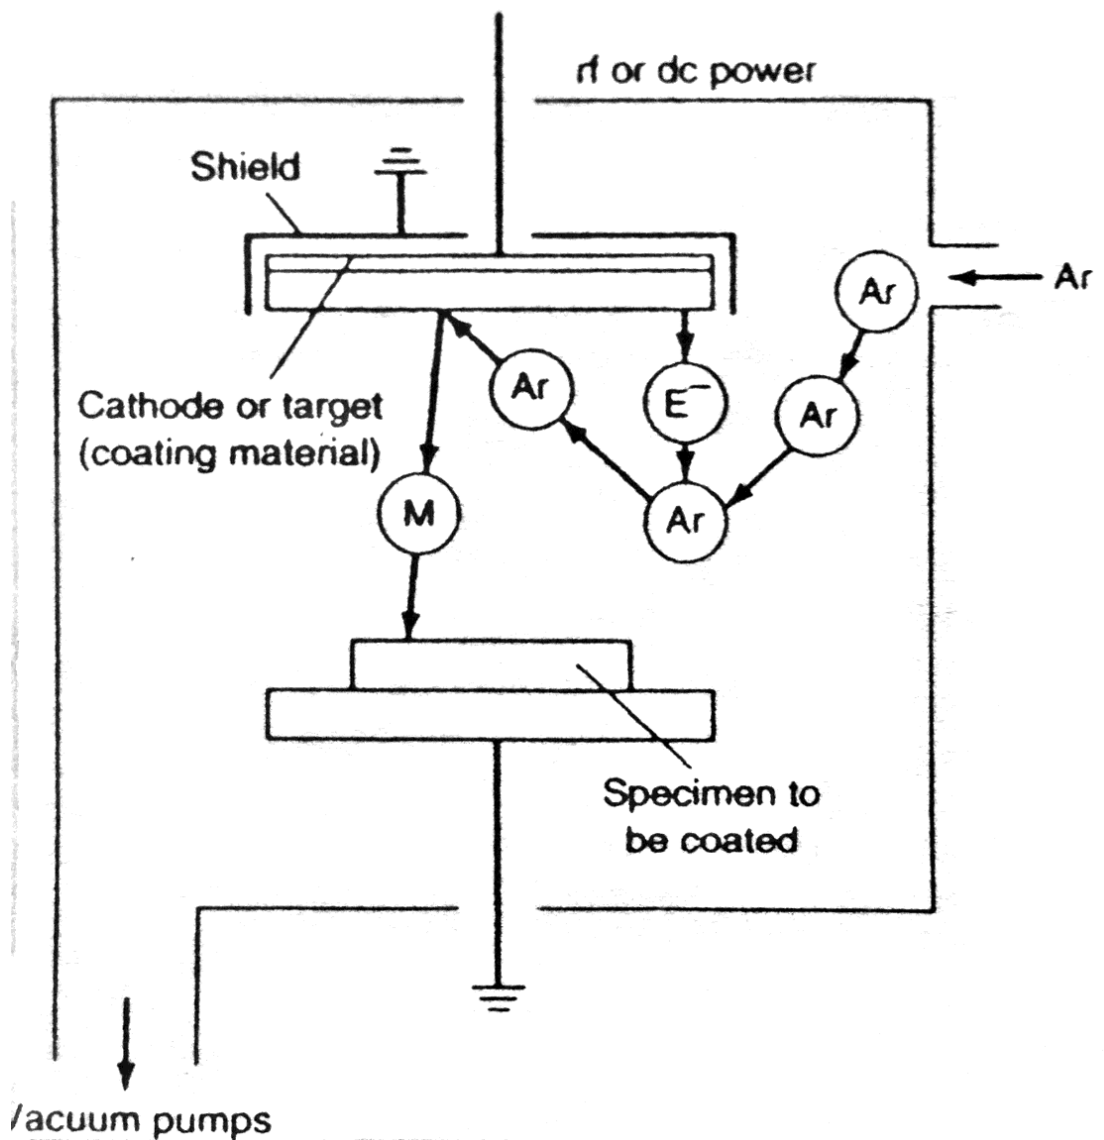 rf or dc power
Shield
Ar
Ar
Cathode or target
(coating material)
Ar
E−
Ar
M
Ar
Specimen to
be coated
Vacuum pumps